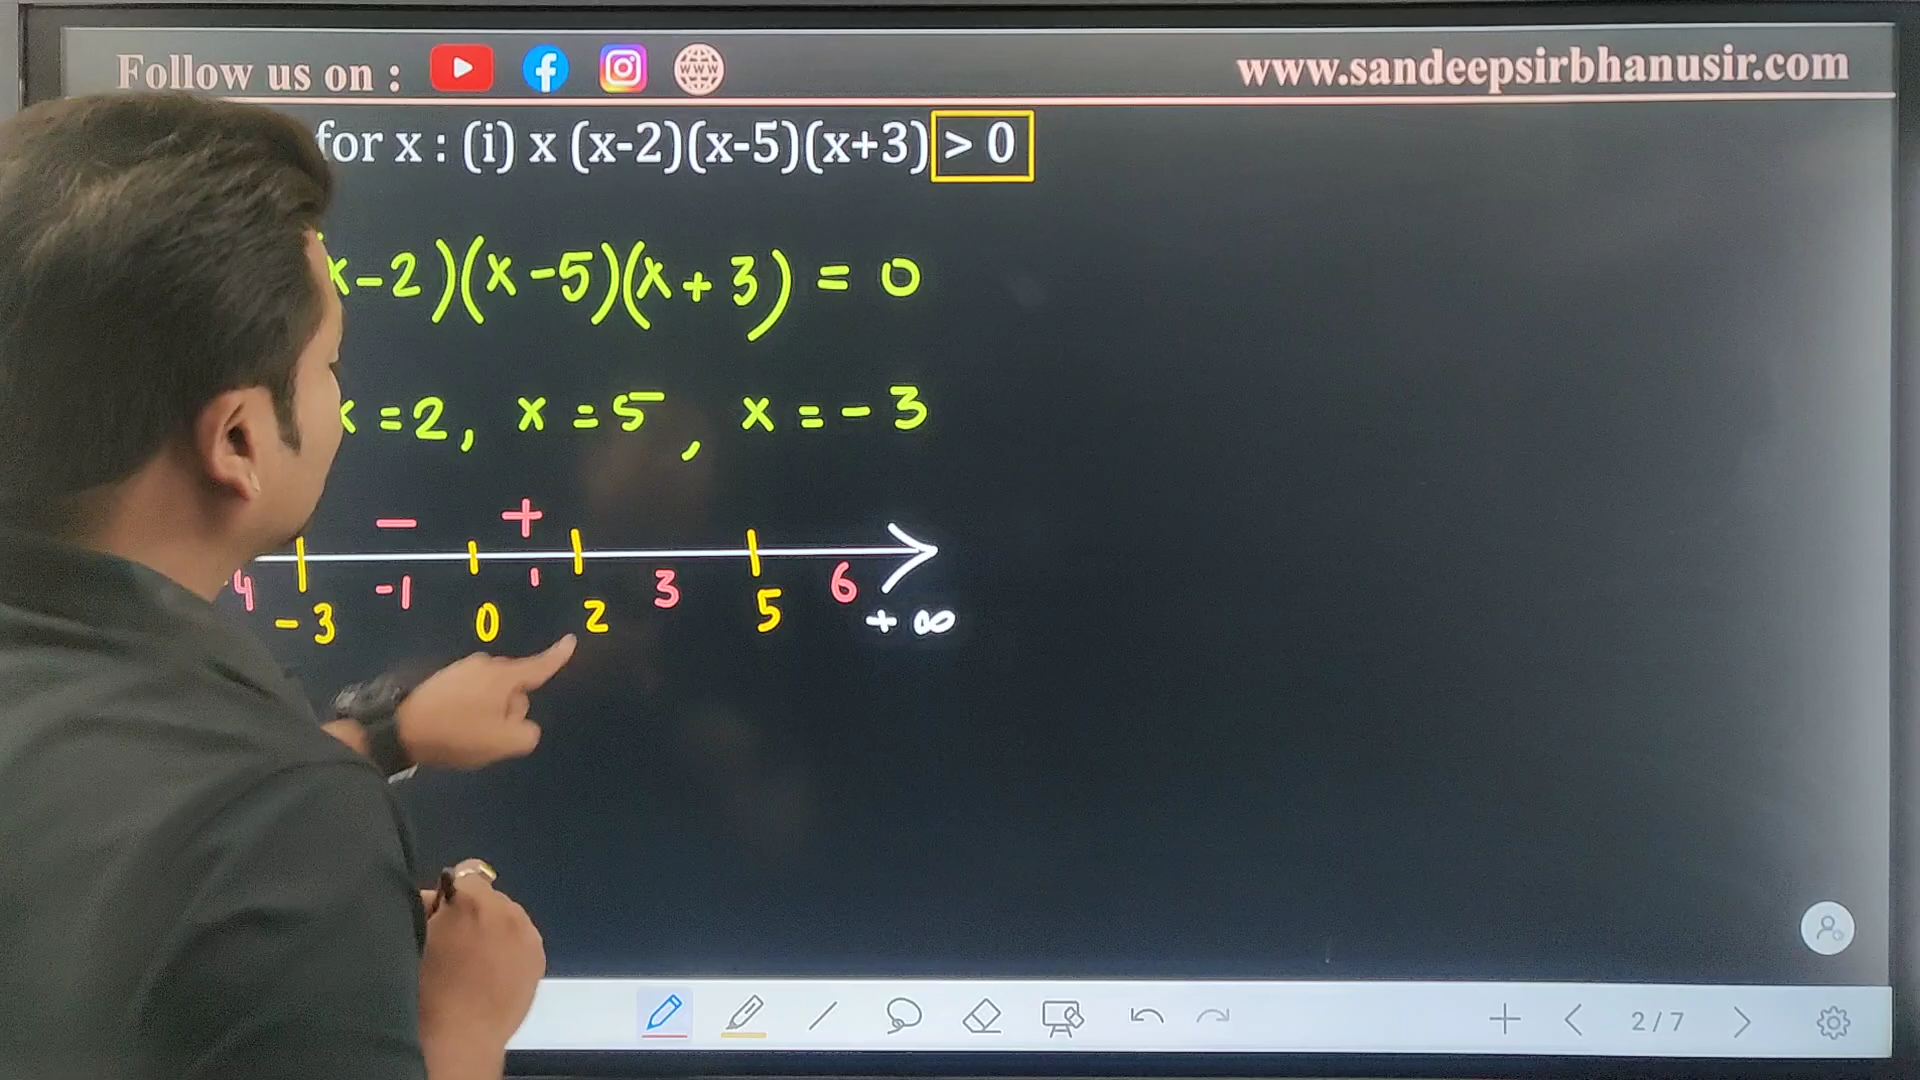 Follow us on :
www.sandeepsirbhanusir.com
for x : (i) x (x-2)(x-5)(x+3) > 0
x-2)(x-5)(x+3) = 0
x=2, x=5, x=-3
- +
4 -1 1 3 6
-3 0 2 5 +∞
2/7